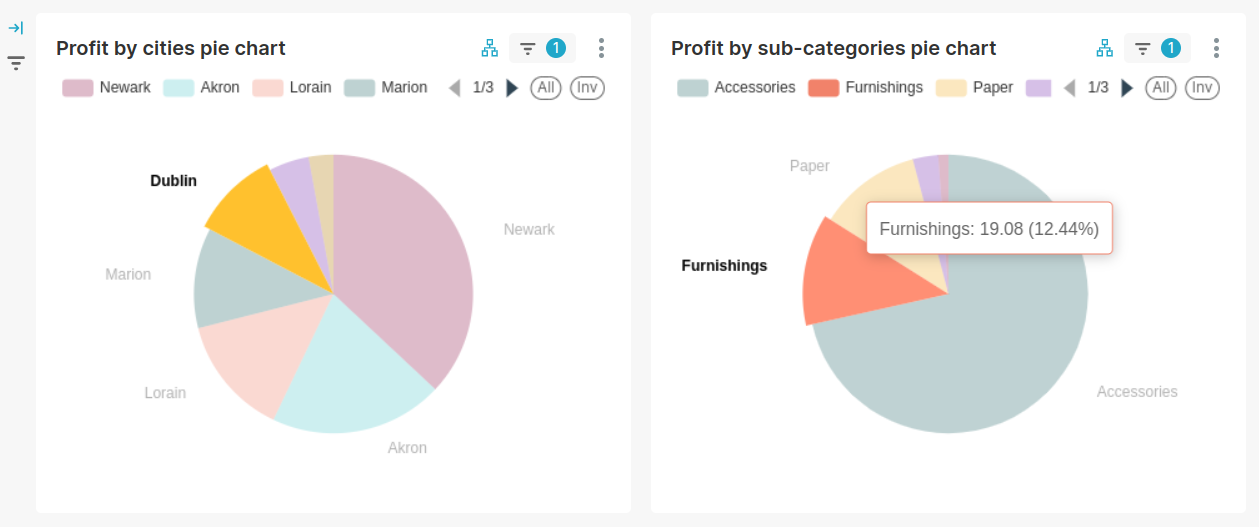 Profit by cities pie chart
1
Newark Akron Lorain Marion 1/3 All Inv
Dublin
Newark
Marion
Lorain
Akron
Profit by sub-categories pie chart
1
Accessories Furnishings Paper 1/3 All Inv
Paper
Furnishings: 19.08 (12.44%)
Furnishings
Accessories